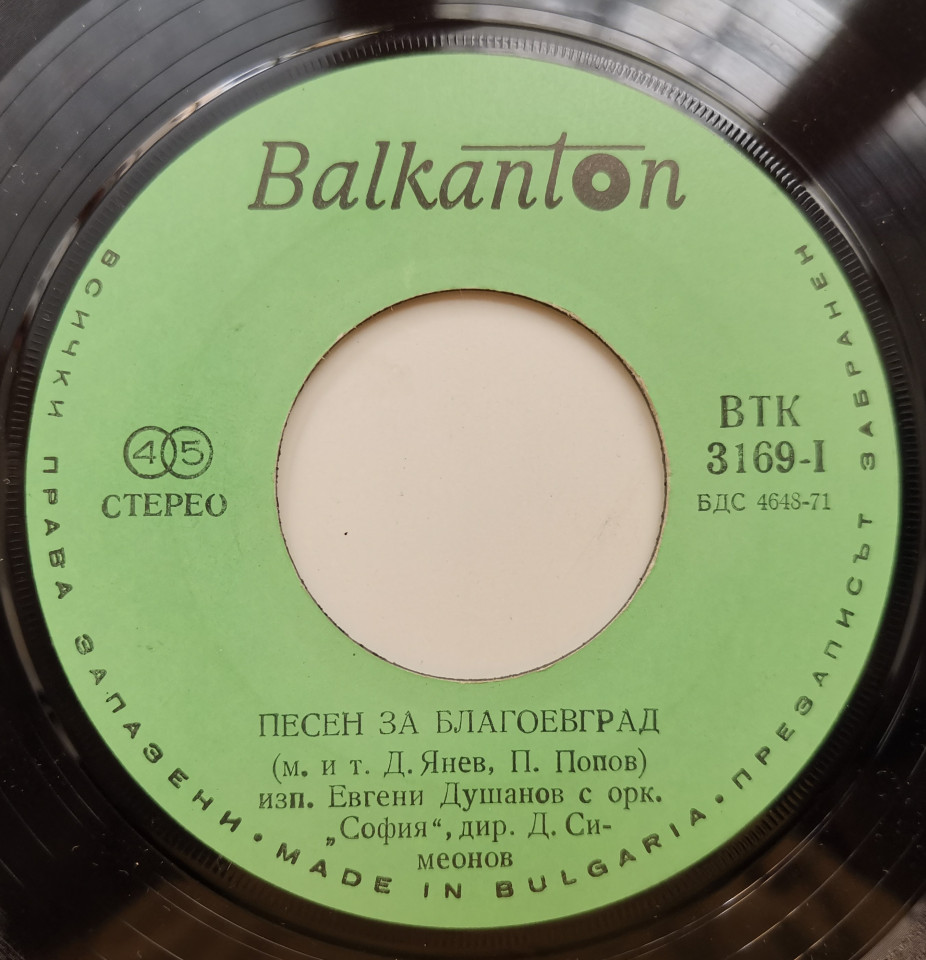 Balkanton
45
СТЕРЕО
ВТК
3169-I
БДС 4648-71
ПЕСЕН ЗА БЛАГОЕВГРАД
(м. и т. Д. Янев, П. Попов)
изп. Евгени Душанов с орк.
„София“, дир. Д. Си-
меонов
ВСИЧКИ ПРАВА ЗАПАЗЕНИ • MADE IN BULGARIA • ПРЕЗАПИСЪТ ЗАБРАНЕН